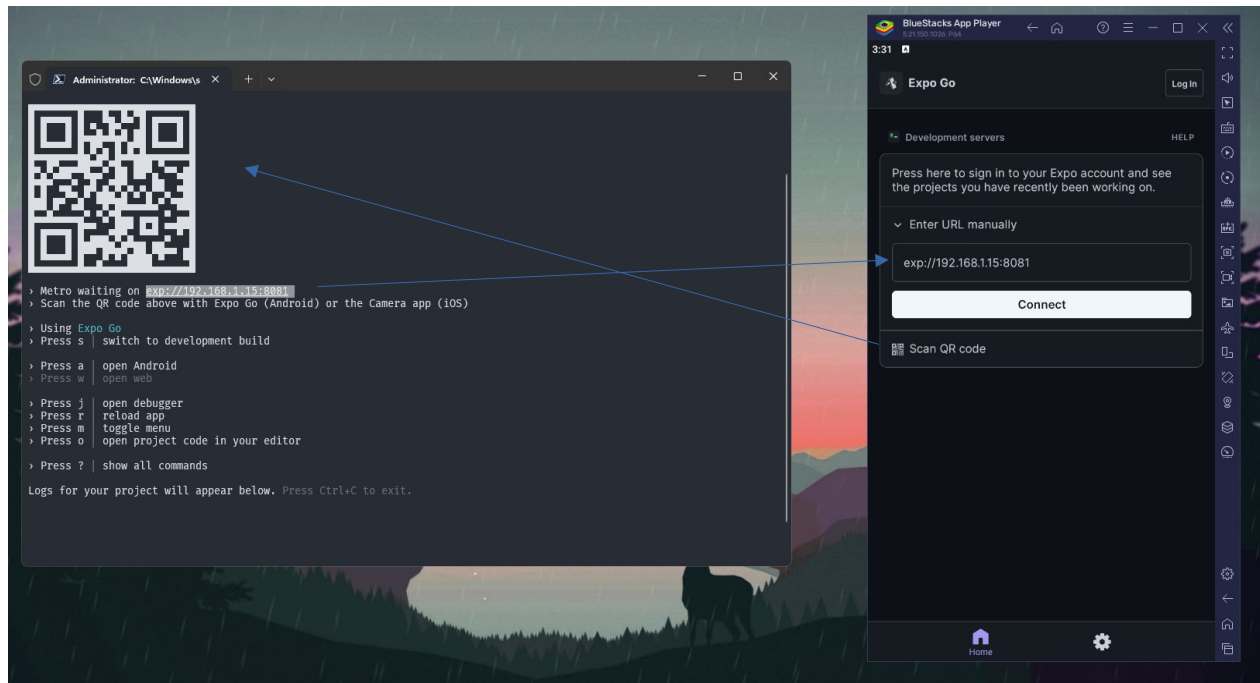 Administrator: C:\Windows\s
› Metro waiting on exp://192.168.1.15:8081
› Scan the QR code above with Expo Go (Android) or the Camera app (iOS)
› Using Expo Go
› Press s │ switch to development build
› Press a │ open Android
› Press w │ open web
› Press j │ open debugger
› Press r │ reload app
› Press m │ toggle menu
› Press o │ open project code in your editor
› Press ? │ show all commands
Logs for your project will appear below. Press Ctrl+C to exit.
BlueStacks App Player
5.21.150.1026 P64
3:31
Expo Go
Log In
Development servers
HELP
Press here to sign in to your Expo account and see
the projects you have recently been working on.
Enter URL manually
exp://192.168.1.15:8081
Connect
Scan QR code
Home